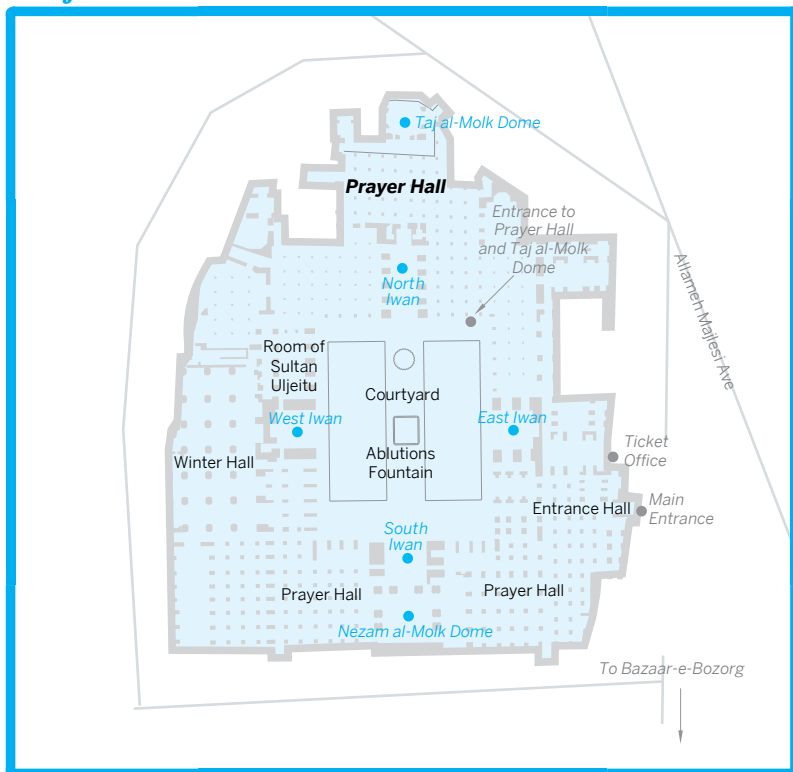 Taj al-Molk Dome
Prayer Hall
Entrance to
Prayer Hall
and Taj al-Molk
Dome
North
Iwan
Allameh Majlesi Ave
Room of
Sultan
Uljeitu
Courtyard
West Iwan
East Iwan
Ablutions
Fountain
Winter Hall
Ticket
Office
Entrance Hall
Main
Entrance
South
Iwan
Prayer Hall
Prayer Hall
Nezam al-Molk Dome
To Bazaar-e-Bozorg